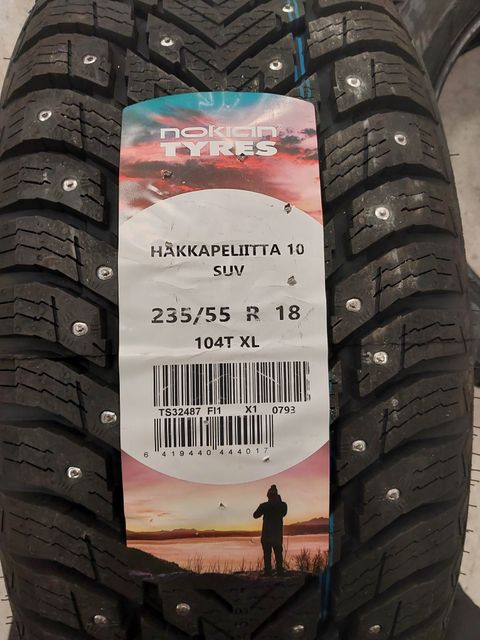 nokian
TYRES
HAKKAPELIITTA 10
SUV
235/55 R 18
104T XL
TS32487 FI1 X1 0793
6 419440 444017